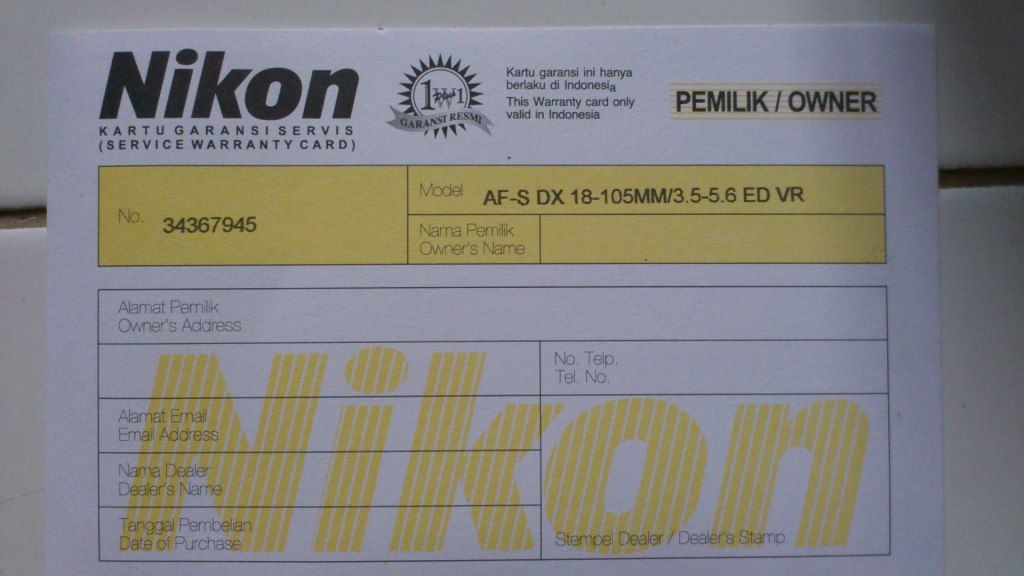 Nikon
KARTU GARANSI SERVIS
(SERVICE WARRANTY CARD)
1 Plus 1
GARANSI RESMI
Kartu garansi ini hanya
berlaku di Indonesia
This Warranty card only
valid in Indonesia
PEMILIK / OWNER
No. 34367945
Model AF-S DX 18-105MM/3.5-5.6 ED VR
Nama Pemilik
Owner's Name
Alamat Pemilik
Owner's Address
No. Telp.
Tel. No.
Alamat Email
Email Address
Nama Dealer
Dealer's Name
Tanggal Pembelian
Date of Purchase
Stempel Dealer / Dealer's Stamp
Nikon